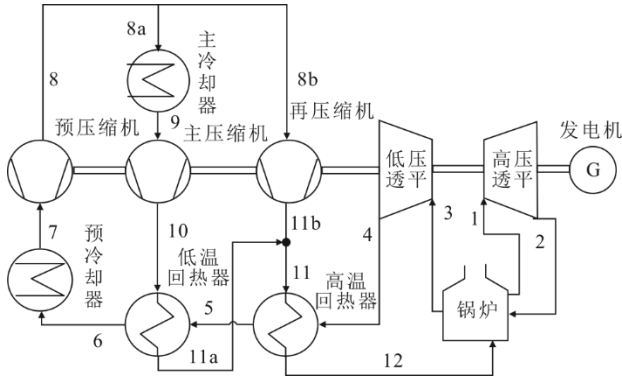 8a
主
冷
却
器
8
8b
9
再压缩机
预压缩机
主压缩机
发电机
低压
透平
高压
透平
G
7
预
冷
却
器
10
低温
回热器
11b
4
3
1
2
11
高温
回热器
5
锅炉
6
11a
12